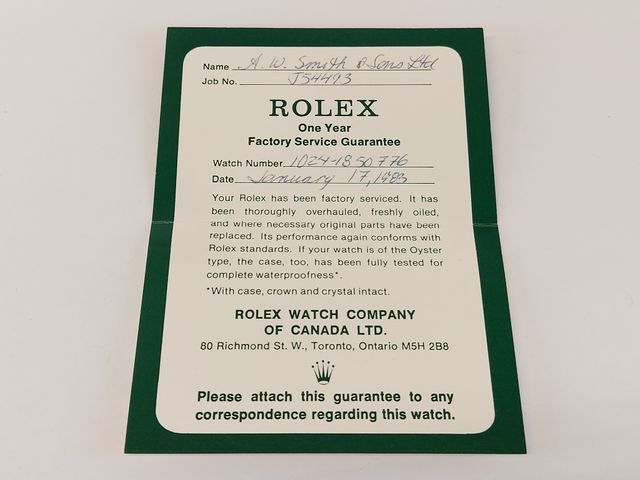 Name A. W. Smith & Sons Ltd
Job No. J54493
ROLEX
One Year
Factory Service Guarantee
Watch Number 1024-1850776
Date January 17, 1983
Your Rolex has been factory serviced. It has
been thoroughly overhauled, freshly oiled,
and where necessary original parts have been
replaced. Its performance again conforms with
Rolex standards. If your watch is of the Oyster
type, the case, too, has been fully tested for
complete waterproofness*.
*With case, crown and crystal intact.
ROLEX WATCH COMPANY
OF CANADA LTD.
80 Richmond St. W., Toronto, Ontario M5H 2B8
Please attach this guarantee to any
correspondence regarding this watch.